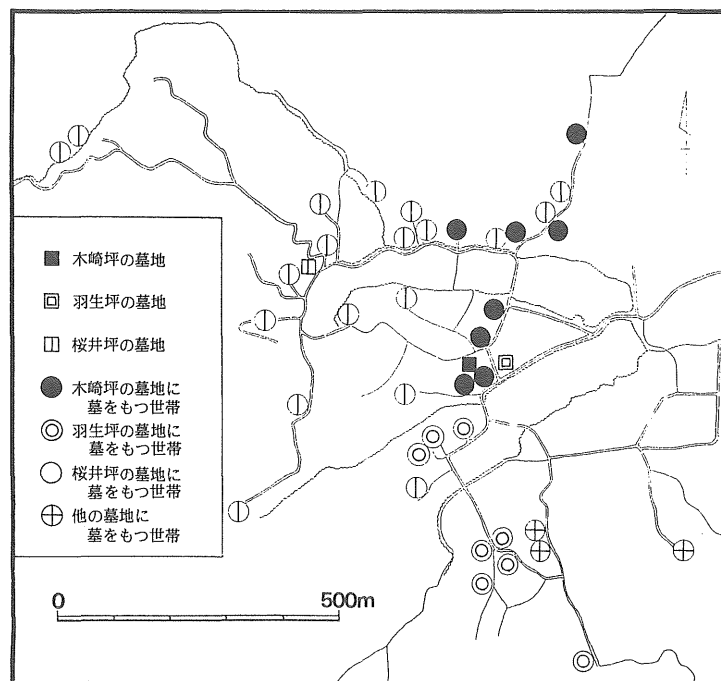 木崎坪の墓地
羽生坪の墓地
桜井坪の墓地
木崎坪の墓地に
墓をもつ世帯
羽生坪の墓地に
墓をもつ世帯
桜井坪の墓地に
墓をもつ世帯
他の墓地に
墓をもつ世帯
0
500m